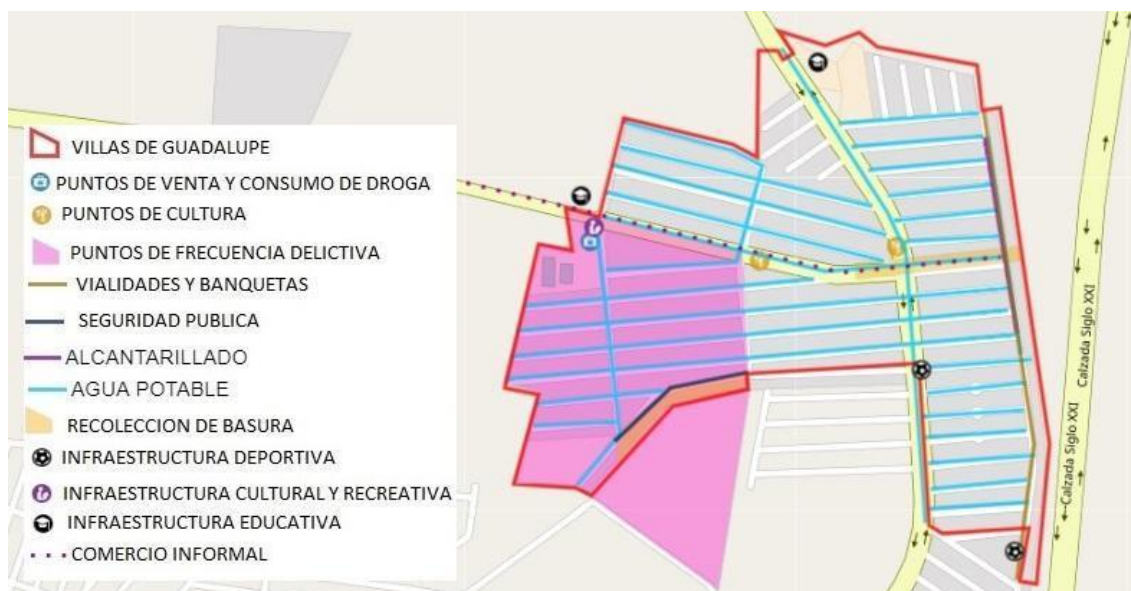 VILLAS DE GUADALUPE
PUNTOS DE VENTA Y CONSUMO DE DROGA
PUNTOS DE CULTURA
PUNTOS DE FRECUENCIA DELICTIVA
VIALIDADES Y BANQUETAS
SEGURIDAD PUBLICA
ALCANTARILLADO
AGUA POTABLE
RECOLECCION DE BASURA
INFRAESTRUCTURA DEPORTIVA
INFRAESTRUCTURA CULTURAL Y RECREATIVA
INFRAESTRUCTURA EDUCATIVA
COMERCIO INFORMAL
Calzada Siglo XXI
Calzada Siglo XXI